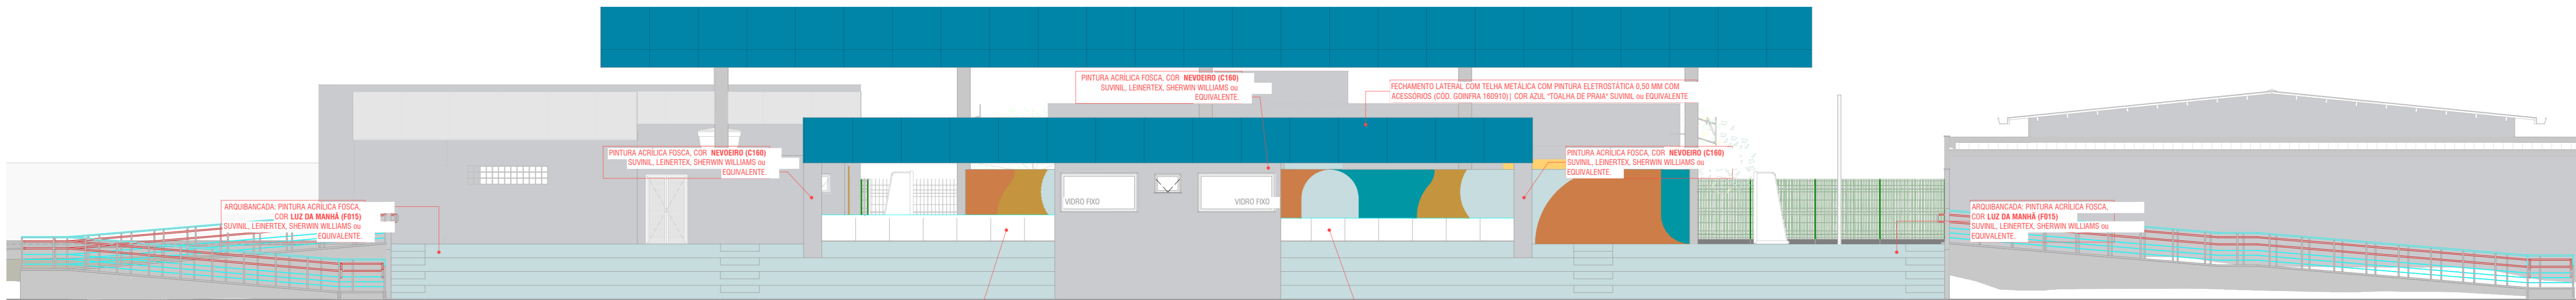 PINTURA ACRÍLICA FOSCA, COR NEVOEIRO (C160)
SUVINIL, LEINERTEX, SHERWIN WILLIAMS ou
EQUIVALENTE.
FECHAMENTO LATERAL COM TELHA METÁLICA COM PINTURA ELETROSTÁTICA 0,50 MM COM
ACESSÓRIOS (CÓD. GOINFRA 160910)| COR AZUL "TOALHA DE PRAIA" SUVINIL ou EQUIVALENTE
PINTURA ACRÍLICA FOSCA, COR NEVOEIRO (C160)
SUVINIL, LEINERTEX, SHERWIN WILLIAMS ou
EQUIVALENTE.
PINTURA ACRÍLICA FOSCA, COR NEVOEIRO (C160)
SUVINIL, LEINERTEX, SHERWIN WILLIAMS ou
EQUIVALENTE.
VIDRO FIXO
VIDRO FIXO
ARQUIBANCADA: PINTURA ACRÍLICA FOSCA,
COR LUZ DA MANHÃ (F015)
SUVINIL, LEINERTEX, SHERWIN WILLIAMS ou
EQUIVALENTE.
ARQUIBANCADA: PINTURA ACRÍLICA FOSCA,
COR LUZ DA MANHÃ (F015)
SUVINIL, LEINERTEX, SHERWIN WILLIAMS ou
EQUIVALENTE.